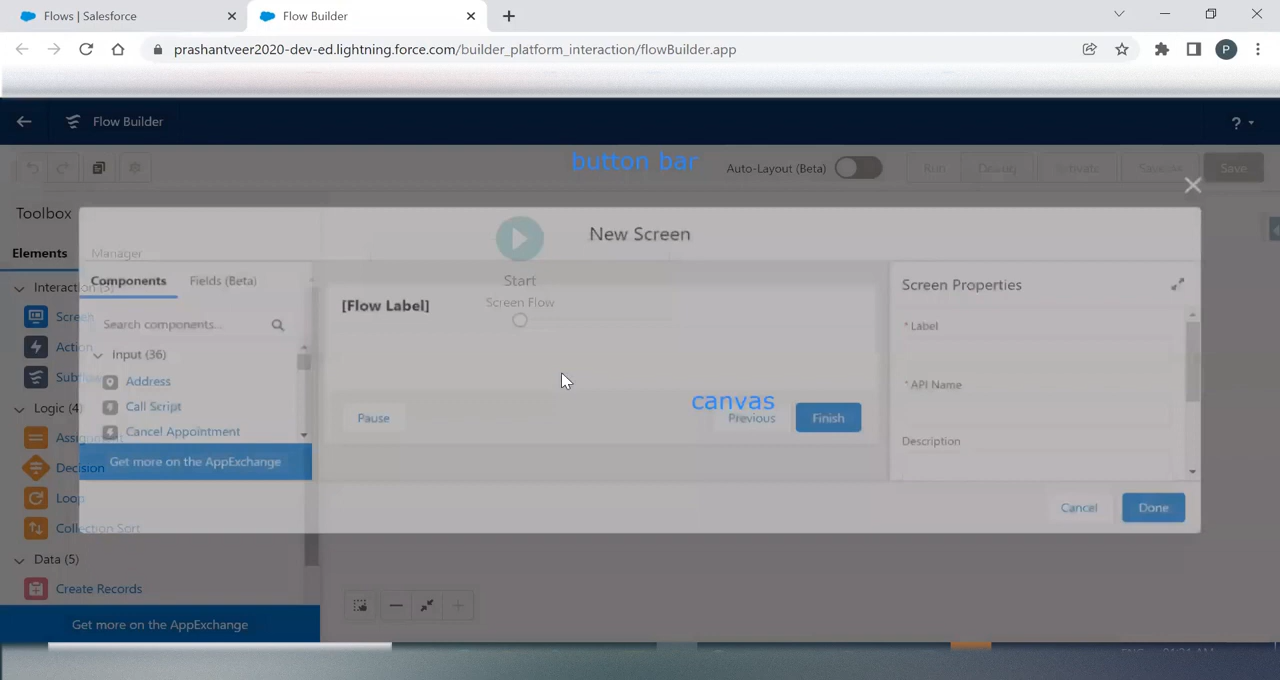 Flows | Salesforce
Flow Builder
prashantveer2020-dev-ed.lightning.force.com/builder_platform_interaction/flowBuilder.app
P
Flow Builder
?
button bar
Auto-Layout (Beta)
Run
Debug
Activate
Save As
Save
Toolbox
Elements
Manager
New Screen
Components
Fields (Beta)
Start
Screen Flow
Screen Properties
[Flow Label]
Search components...
* Label
Input (36)
Address
Call Script
Cancel Appointment
Get more on the AppExchange
* API Name
Description
Pause
canvas
Previous
Finish
Cancel
Done
Interaction (3)
Screen
Action
Subflow
Logic (4)
Assignment
Decision
Loop
Collection Sort
Data (5)
Create Records
Get more on the AppExchange